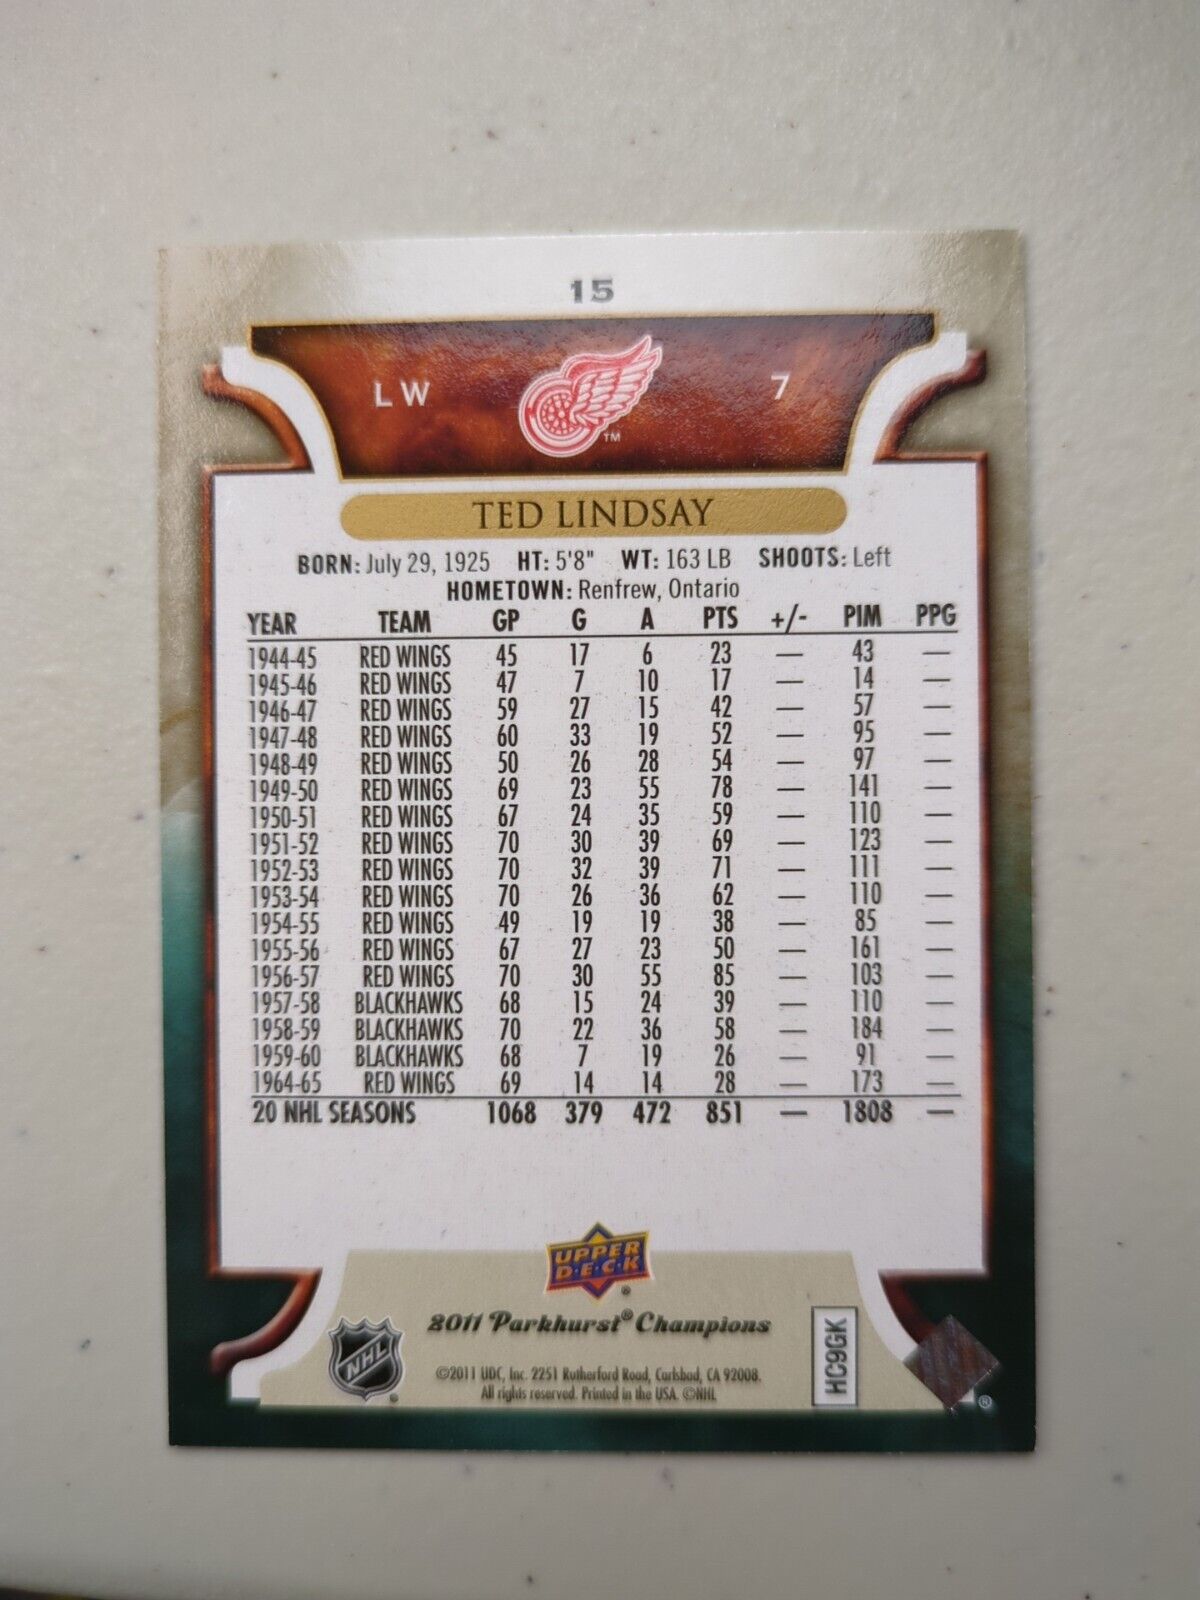 15
LW 7
TM
TED LINDSAY
BORN: July 29, 1925 HT: 5'8" WT: 163 LB SHOOTS: Left
HOMETOWN: Renfrew, Ontario
YEAR TEAM GP G A PTS +/- PIM PPG
1944-45 RED WINGS 45 17 6 23 — 43 —
1945-46 RED WINGS 47 7 10 17 — 14 —
1946-47 RED WINGS 59 27 15 42 — 57 —
1947-48 RED WINGS 60 33 19 52 — 95 —
1948-49 RED WINGS 50 26 28 54 — 97 —
1949-50 RED WINGS 69 23 55 78 — 141 —
1950-51 RED WINGS 67 24 35 59 — 110 —
1951-52 RED WINGS 70 30 39 69 — 123 —
1952-53 RED WINGS 70 32 39 71 — 111 —
1953-54 RED WINGS 70 26 36 62 — 110 —
1954-55 RED WINGS 49 19 19 38 — 85 —
1955-56 RED WINGS 67 27 23 50 — 161 —
1956-57 RED WINGS 70 30 55 85 — 103 —
1957-58 BLACKHAWKS 68 15 24 39 — 110 —
1958-59 BLACKHAWKS 70 22 36 58 — 184 —
1959-60 BLACKHAWKS 68 7 19 26 — 91 —
1964-65 RED WINGS 69 14 14 28 — 173 —
20 NHL SEASONS 1068 379 472 851 — 1808 —
UPPER
D·E·C·K
®
2011 Parkhurst® Champions
NHL
®
©2011 UDC, Inc. 2251 Rutherford Road, Carlsbad, CA 92008.
All rights reserved. Printed in the USA. ©NHL
HC9GK
®